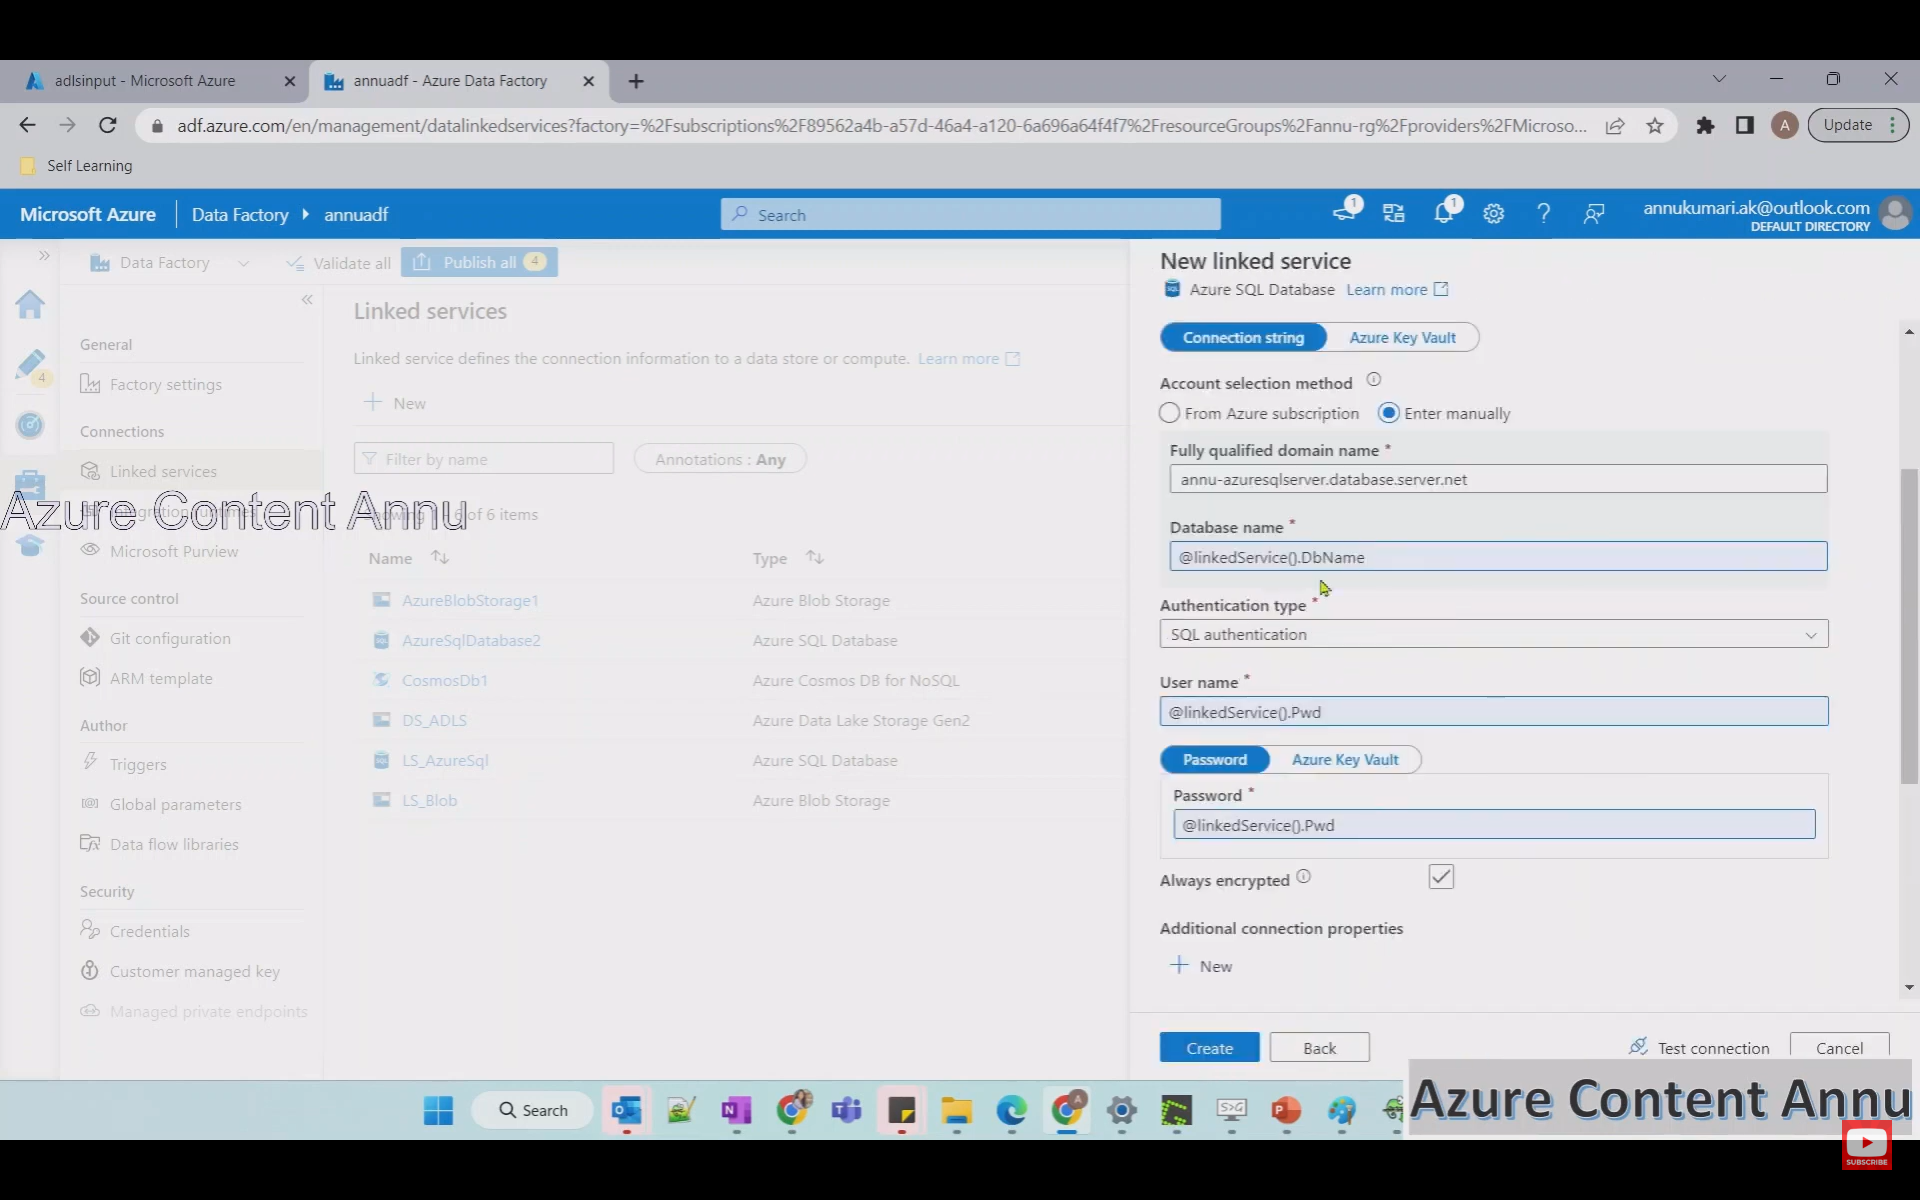 adlsinput - Microsoft Azure
annuadf - Azure Data Factory
adf.azure.com/en/management/datalinkedservices?factory=%2Fsubscriptions%2F89562a4b-a57d-46a4-a120-6a696a64f4f7%2FresourceGroups%2Fannu-rg%2Fproviders%2FMicroso...
A
Update
Self Learning
Microsoft Azure
Data Factory
annuadf
Search
1
1
annukumari.ak@outlook.com
DEFAULT DIRECTORY
Data Factory
Validate all
Publish all 4
General
Factory settings
Connections
Linked services
Integration runtimes
Microsoft Purview
Source control
Git configuration
ARM template
Author
Triggers
Global parameters
Data flow libraries
Security
Credentials
Customer managed key
Managed private endpoints
4
Azure Content Annu
Linked services
Linked service defines the connection information to a data store or compute. Learn more
New
Filter by name
Annotations : Any
6 of 6 items
Name Type
AzureBlobStorage1 Azure Blob Storage
AzureSqlDatabase2 Azure SQL Database
CosmosDb1 Azure Cosmos DB for NoSQL
DS_ADLS Azure Data Lake Storage Gen2
LS_AzureSql Azure SQL Database
LS_Blob Azure Blob Storage
New linked service
Azure SQL Database Learn more
Connection string Azure Key Vault
Account selection method
From Azure subscription Enter manually
Fully qualified domain name *
annu-azuresqlserver.database.server.net
Database name *
@linkedService().DbName
Authentication type *
SQL authentication
User name *
@linkedService().Pwd
Password Azure Key Vault
Password *
@linkedService().Pwd
Always encrypted
Additional connection properties
New
Create Back Test connection Cancel
Search
Azure Content Annu
SUBSCRIBE